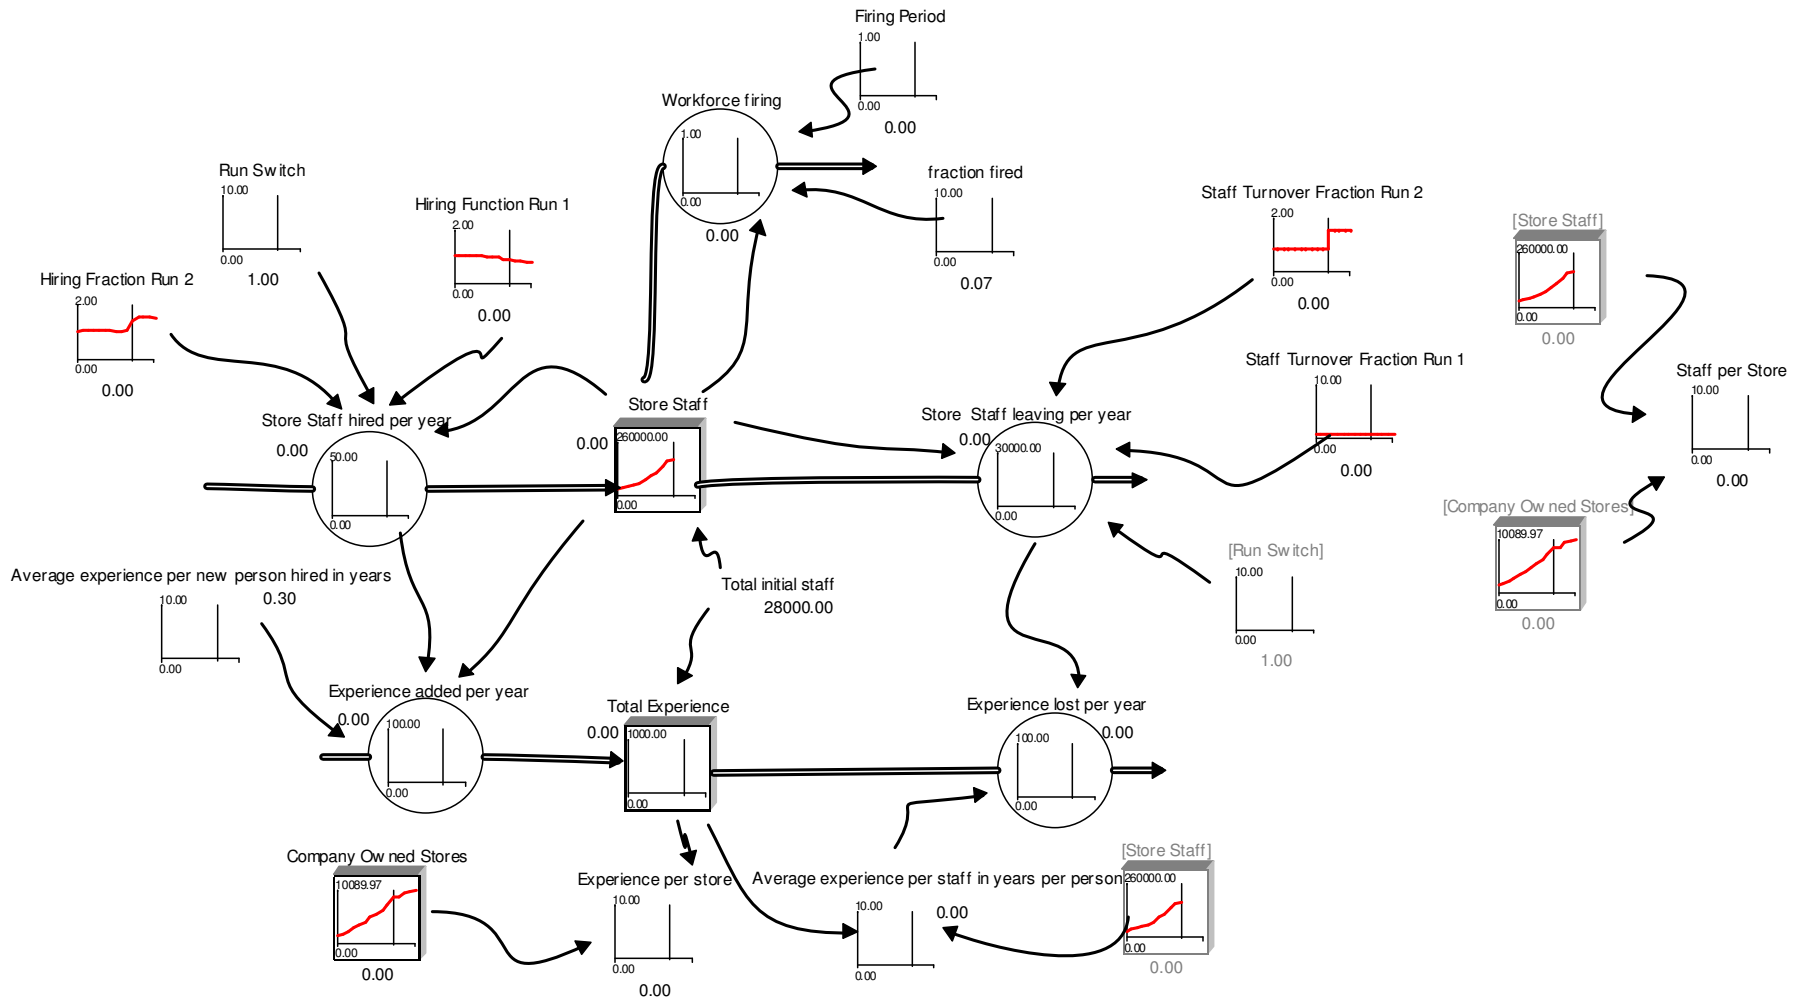 Firing Period
1.00
0.00
0.00
Workforce firing
1.00
0.00
0.00
fraction fired
10.00
0.00
0.07
Run Switch
10.00
0.00
1.00
Hiring Function Run 1
2.00
0.00
0.00
Hiring Fraction Run 2
2.00
0.00
0.00
Staff Turnover Fraction Run 2
2.00
0.00
0.00
[Store Staff]
260000.00
0.00
0.00
Staff Turnover Fraction Run 1
10.00
0.00
0.00
Staff per Store
10.00
0.00
0.00
Store Staff hired per year
0.00
50.00
0.00
Store Staff
0.00
260000.00
0.00
Store Staff leaving per year
0.00
30000.00
0.00
[Company Owned Stores]
10089.97
0.00
0.00
[Run Switch]
10.00
0.00
1.00
Average experience per new person hired in years
0.30
10.00
0.00
Total initial staff
28000.00
Experience added per year
0.00
100.00
0.00
Total Experience
0.00
1000.00
0.00
Experience lost per year
0.00
100.00
0.00
Company Owned Stores
10089.97
0.00
0.00
Experience per store
10.00
0.00
0.00
Average experience per staff in years per person
10.00
0.00
0.00
[Store Staff]
260000.00
0.00
0.00